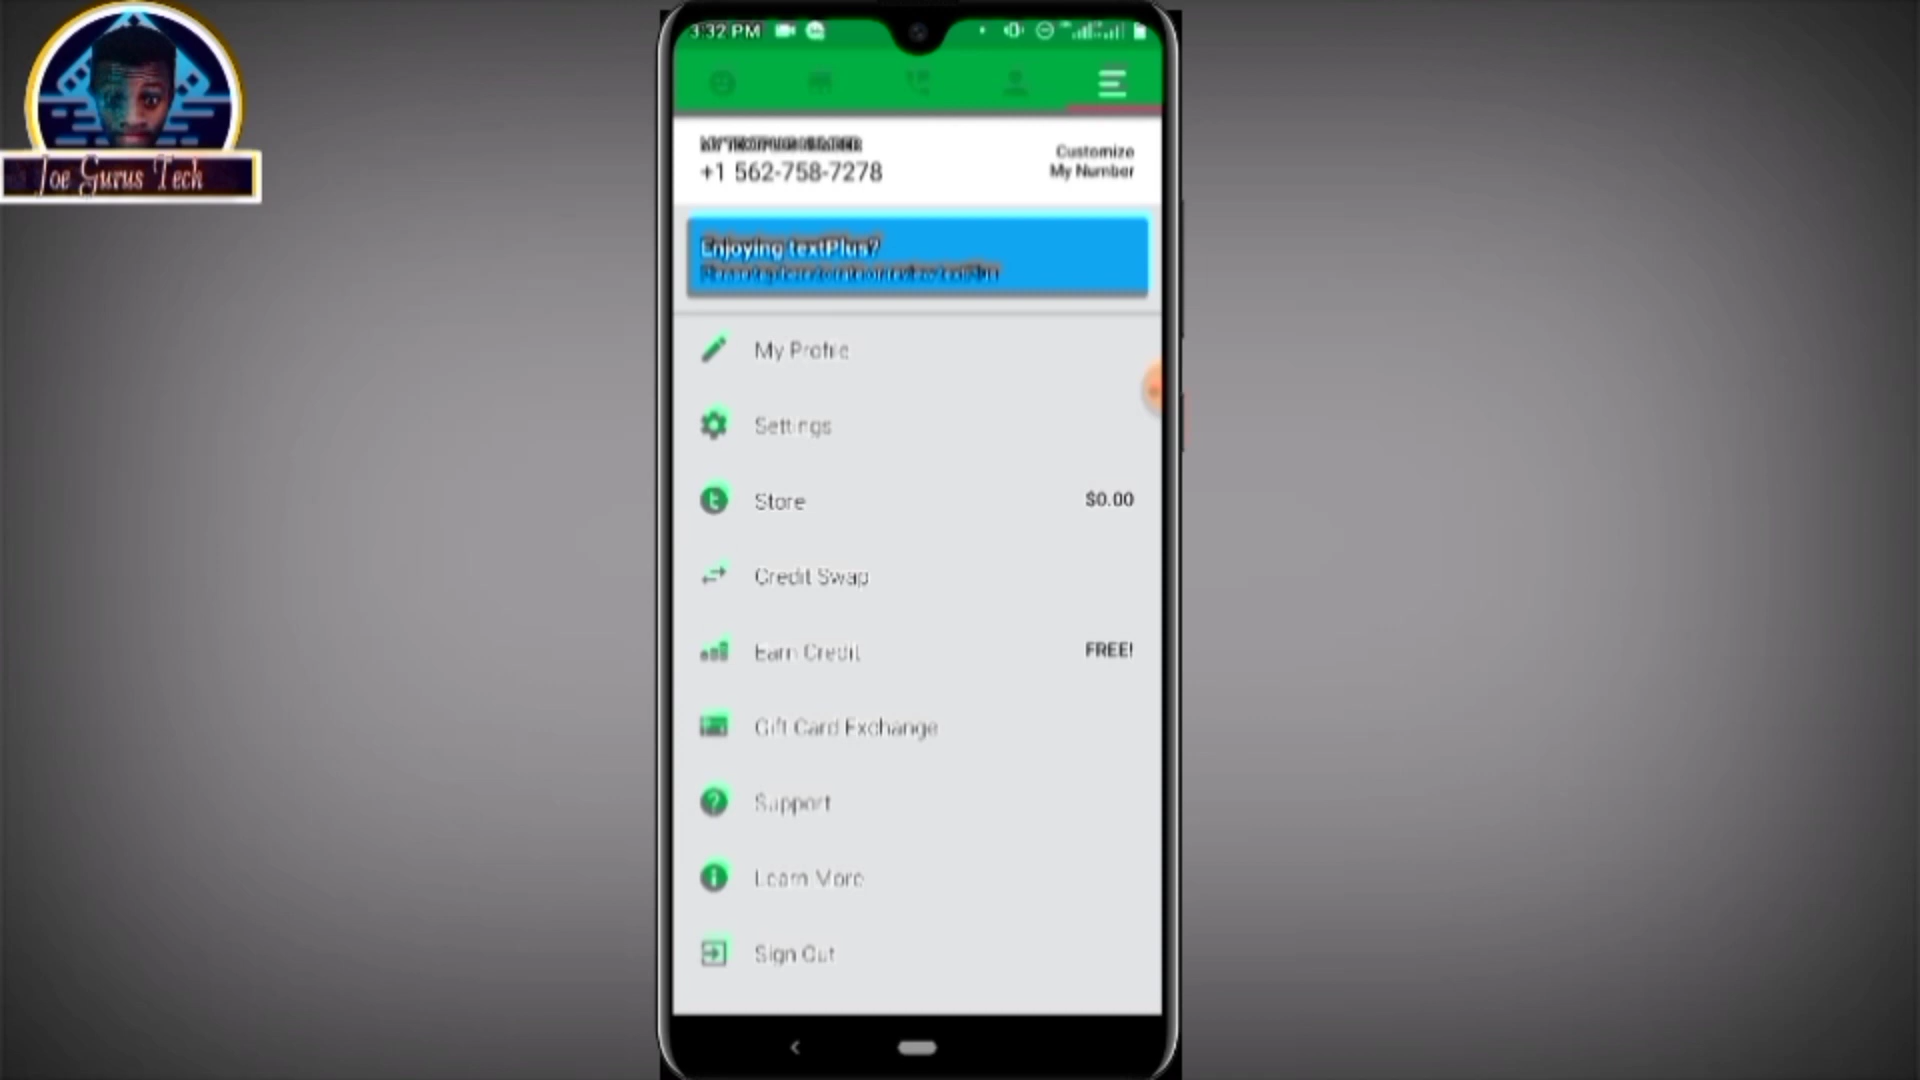 3:32 PM
Joe Gurus Tech
+1 562-758-7278
Customize
My Number
Enjoying textPlus?
My Profile
Settings
Store
$0.00
Credit Swap
Earn Credit
FREE!
Gift Card Exchange
Support
Learn More
Sign Out